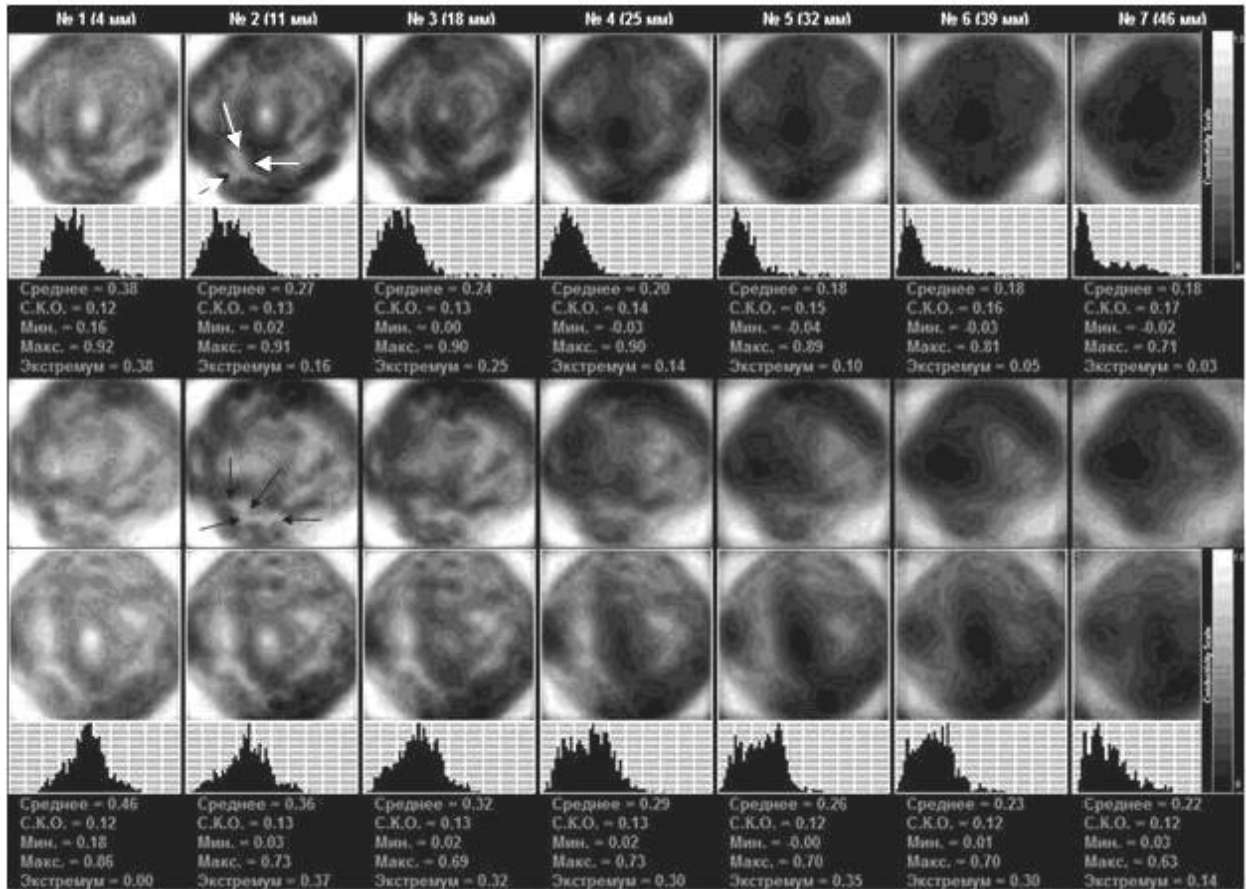 № 1 (4 мм) № 2 (11 мм) № 3 (18 мм) № 4 (25 мм) № 5 (32 мм) № 6 (39 мм) № 7 (46 мм)
Conductivity Scale
Среднее = 0.38 Среднее = 0.27 Среднее = 0.24 Среднее = 0.20 Среднее = 0.18 Среднее = 0.18 Среднее = 0.18
С.К.О. = 0.12 С.К.О. = 0.13 С.К.О. = 0.13 С.К.О. = 0.14 С.К.О. = 0.15 С.К.О. = 0.16 С.К.О. = 0.17
Мин. = 0.16 Мин. = 0.02 Мин. = 0.00 Мин. = -0.03 Мин. = -0.04 Мин. = -0.03 Мин. = -0.02
Макс. = 0.92 Макс. = 0.91 Макс. = 0.90 Макс. = 0.90 Макс. = 0.89 Макс. = 0.81 Макс. = 0.71
Экстремум = 0.38 Экстремум = 0.16 Экстремум = 0.25 Экстремум = 0.14 Экстремум = 0.10 Экстремум = 0.05 Экстремум = 0.03
Conductivity Scale
Среднее = 0.46 Среднее = 0.36 Среднее = 0.32 Среднее = 0.29 Среднее = 0.26 Среднее = 0.23 Среднее = 0.22
С.К.О. = 0.12 С.К.О. = 0.13 С.К.О. = 0.13 С.К.О. = 0.13 С.К.О. = 0.12 С.К.О. = 0.12 С.К.О. = 0.12
Мин. = 0.18 Мин. = 0.03 Мин. = 0.02 Мин. = 0.02 Мин. = -0.00 Мин. = 0.01 Мин. = 0.03
Макс. = 0.86 Макс. = 0.73 Макс. = 0.69 Макс. = 0.73 Макс. = 0.70 Макс. = 0.70 Макс. = 0.63
Экстремум = 0.00 Экстремум = 0.37 Экстремум = 0.32 Экстремум = 0.30 Экстремум = 0.35 Экстремум = 0.30 Экстремум = 0.14